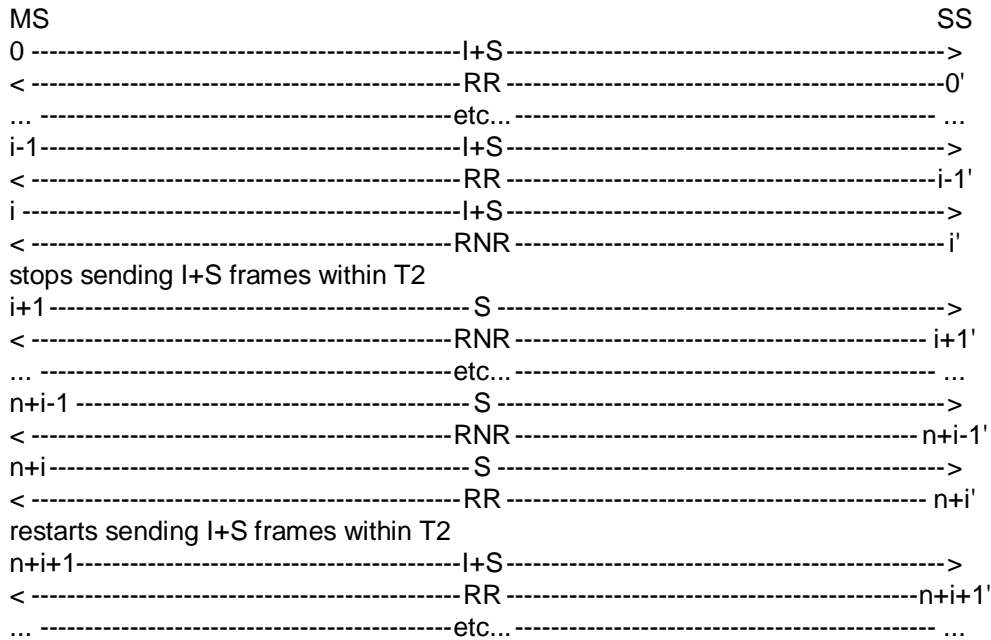 MS SS
0 ------------------------------------------------I+S------------------------------------------------->
< ----------------------------------------------- RR -------------------------------------------------0'
... ----------------------------------------------etc... ----------------------------------------------- ...
i-1-----------------------------------------------I+S------------------------------------------------->
< ----------------------------------------------- RR ------------------------------------------------i-1'
i -------------------------------------------------I+S------------------------------------------------->
< -----------------------------------------------RNR ------------------------------------------------ i'
stops sending I+S frames within T2
i+1----------------------------------------------- S -------------------------------------------------->
< -----------------------------------------------RNR ---------------------------------------------- i+1'
... ----------------------------------------------etc... ----------------------------------------------- ...
n+i-1 ----------------------------------------- S -------------------------------------------------->
< -----------------------------------------------RNR --------------------------------------------- n+i-1'
n+i----------------------------------------------- S -------------------------------------------------->
< ----------------------------------------------- RR ----------------------------------------------- n+i'
restarts sending I+S frames within T2
n+i+1-------------------------------------------I+S------------------------------------------------->
< ----------------------------------------------- RR ----------------------------------------------n+i+1'
... ----------------------------------------------etc... ----------------------------------------------- ...